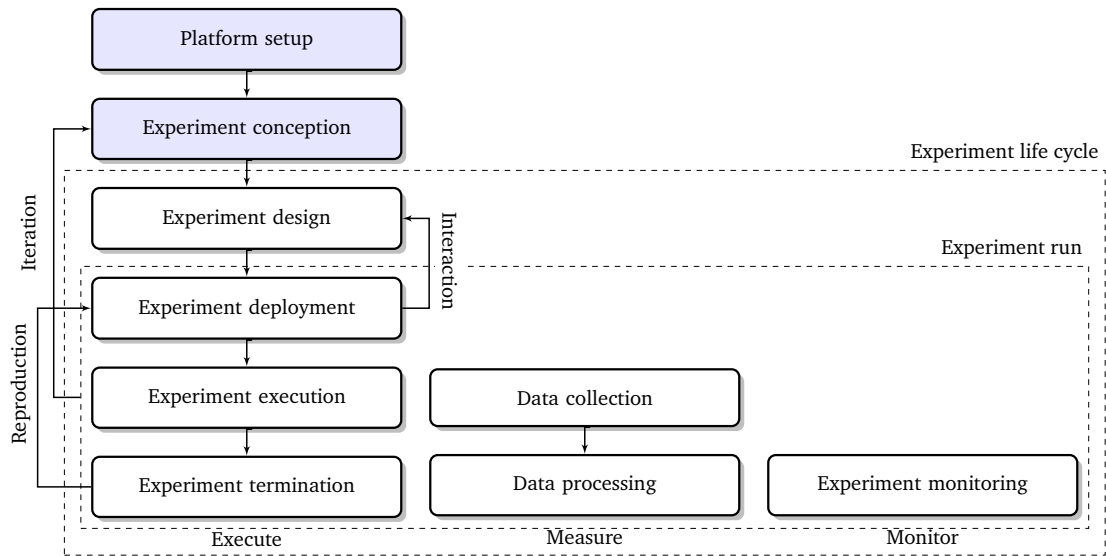 Platform setup
Experiment conception
Experiment life cycle
Experiment design
Iteration
Interaction
Experiment run
Experiment deployment
Reproduction
Experiment execution
Data collection
Experiment termination
Data processing
Experiment monitoring
Execute
Measure
Monitor